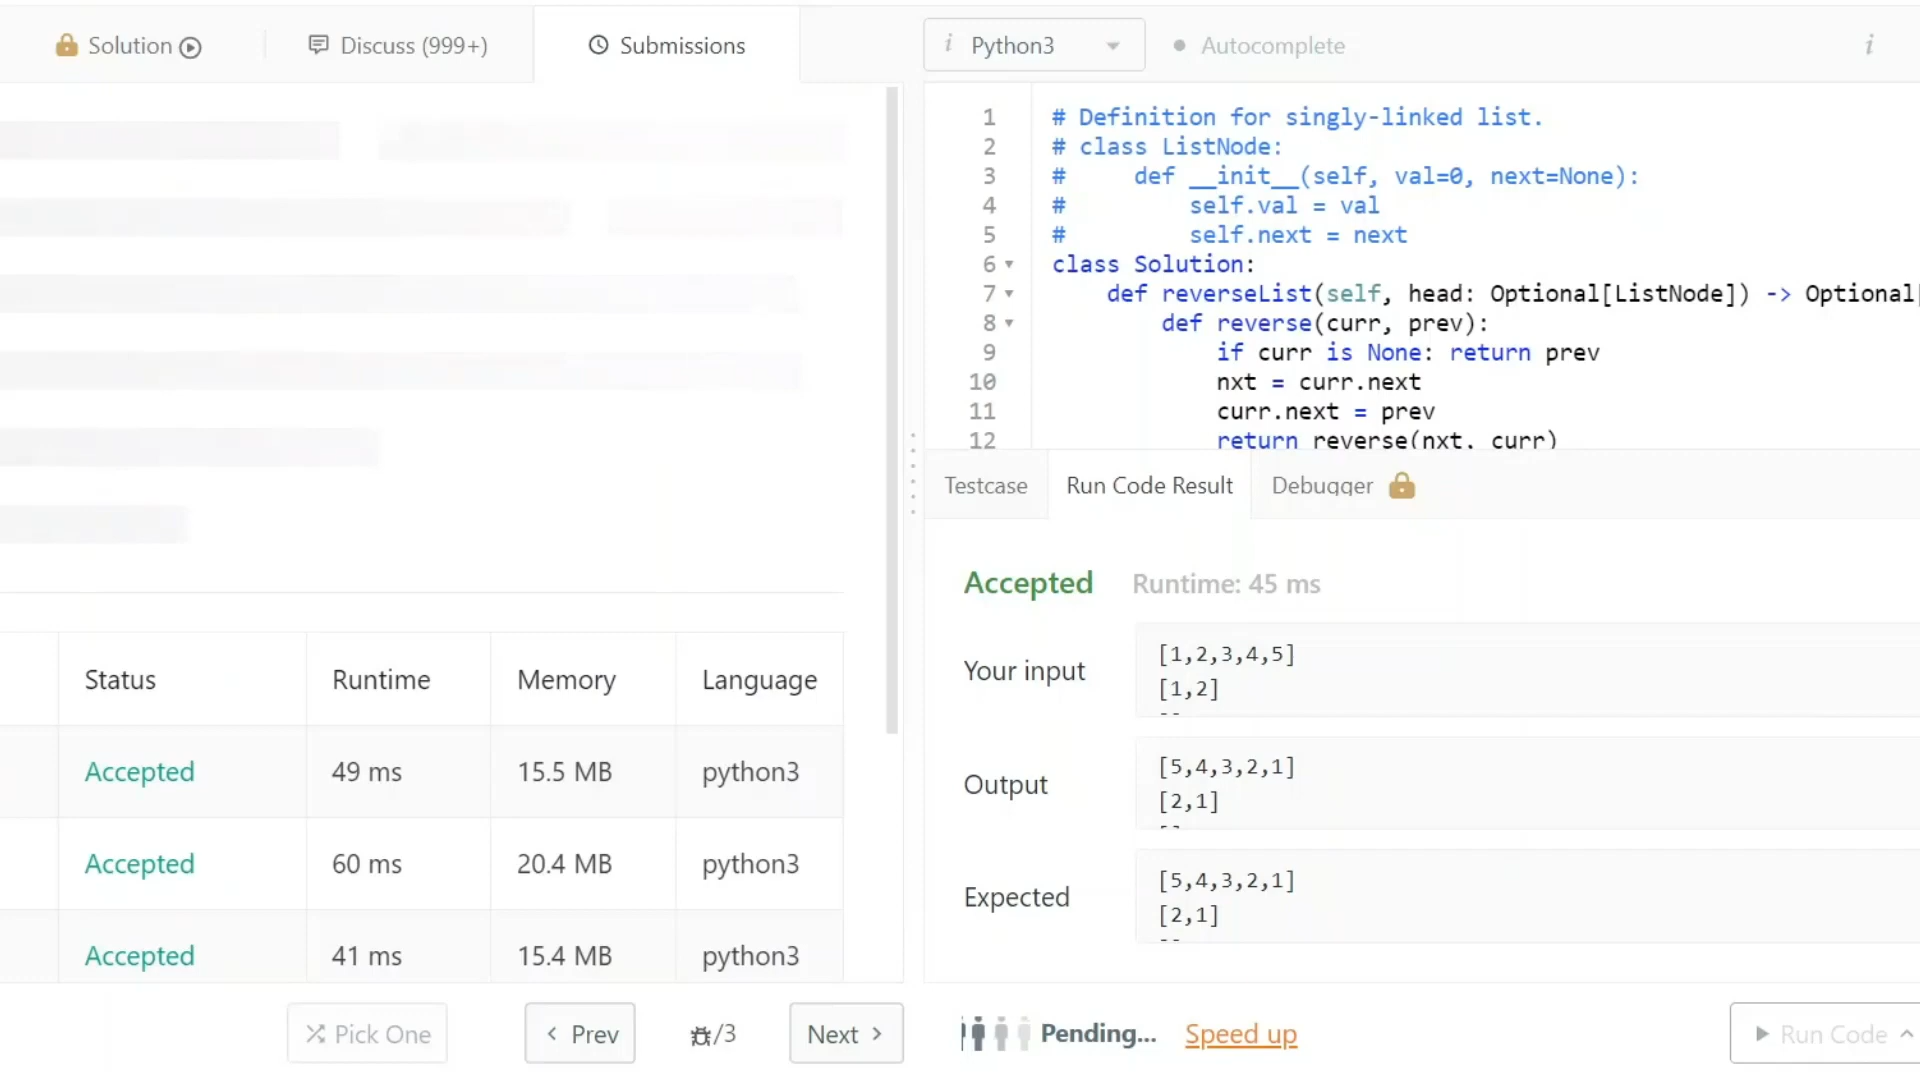 Solution
Discuss (999+)
Submissions
i Python3
Autocomplete
i
1 # Definition for singly-linked list.
2 # class ListNode:
3 #     def __init__(self, val=0, next=None):
4 #         self.val = val
5 #         self.next = next
6 class Solution:
7     def reverseList(self, head: Optional[ListNode]) -> Optional[
8         def reverse(curr, prev):
9             if curr is None: return prev
10             nxt = curr.next
11             curr.next = prev
12             return reverse(nxt, curr)
Testcase
Run Code Result
Debugger
Accepted Runtime: 45 ms
Your input
[1,2,3,4,5]
[1,2]
Output
[5,4,3,2,1]
[2,1]
Expected
[5,4,3,2,1]
[2,1]
Status Runtime Memory Language
Accepted 49 ms 15.5 MB python3
Accepted 60 ms 20.4 MB python3
Accepted 41 ms 15.4 MB python3
Pick One
< Prev
/3
Next >
Pending...
Speed up
Run Code